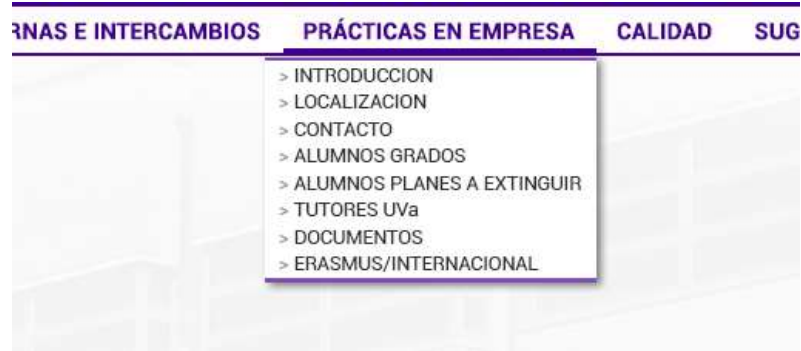 RNAS E INTERCAMBIOS PRÁCTICAS EN EMPRESA CALIDAD SUG
> INTRODUCCION
> LOCALIZACION
> CONTACTO
> ALUMNOS GRADOS
> ALUMNOS PLANES A EXTINGUIR
> TUTORES UVa
> DOCUMENTOS
> ERASMUS/INTERNACIONAL